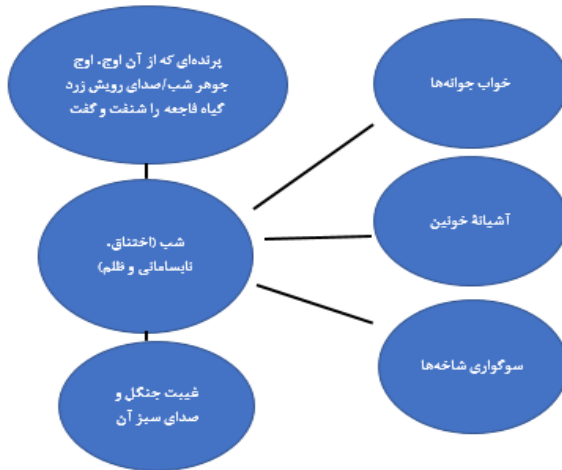 پرنده‌ای که از آن اوج، اوج
جوهر شب/صدای رویش زرد
گیاه فاجعه را شنفت و گفت
خواب جوانه‌ها
آشیانهٔ خونین
شب (اختناق،
نابسامانی و ظلم)
سوگواری شاخه‌ها
غیبت جنگل و
صدای سبز آن